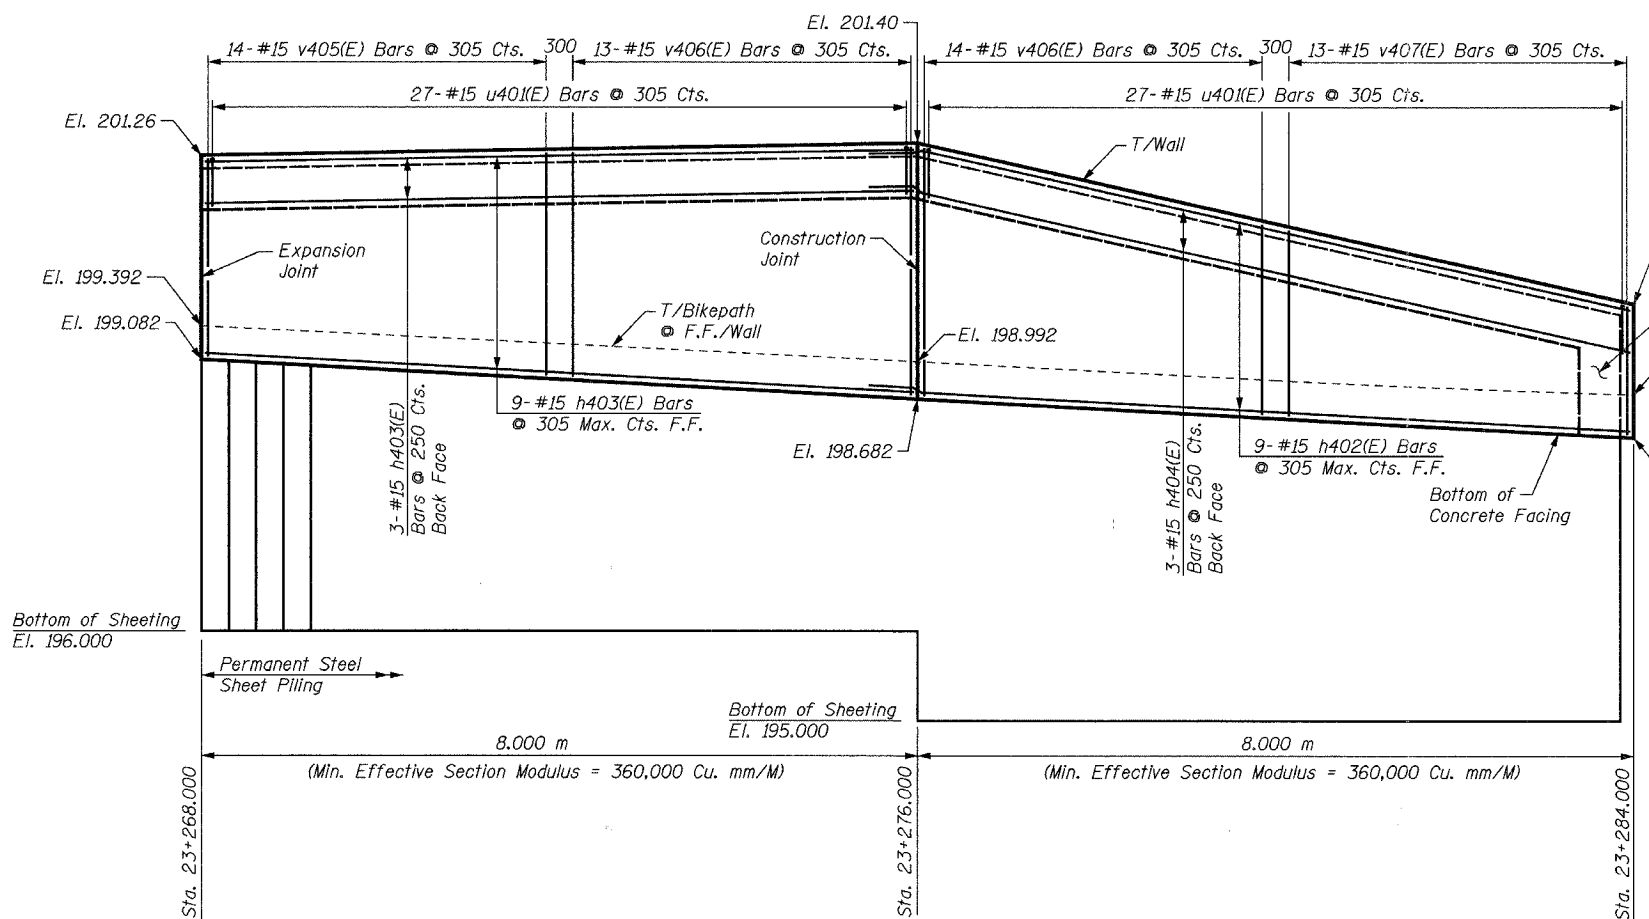 El. 201.40
14-#15 v405(E) Bars @ 305 Cts.
300
13-#15 v406(E) Bars @ 305 Cts.
14-#15 v406(E) Bars @ 305 Cts.
300
13-#15 v407(E) Bars @ 305 Cts.
27-#15 u401(E) Bars @ 305 Cts.
27-#15 u401(E) Bars @ 305 Cts.
El. 201.26
T/Wall
Expansion
Joint
Construction
Joint
El. 199.392
El. 199.082
T/Bikepath
@ F.F./Wall
El. 198.992
3-#15 h403(E)
Bars @ 250 Cts.
Back Face
9-#15 h403(E) Bars
@ 305 Max. Cts. F.F.
El. 198.682
3-#15 h404(E)
Bars @ 250 Cts.
Back Face
9-#15 h402(E) Bars
@ 305 Max. Cts. F.F.
Bottom of
Concrete Facing
Bottom of Sheeting
El. 196.000
Permanent Steel
Sheet Piling
Bottom of Sheeting
El. 195.000
8.000 m
(Min. Effective Section Modulus = 360,000 Cu. mm/M)
8.000 m
(Min. Effective Section Modulus = 360,000 Cu. mm/M)
Sta. 23+268.000
Sta. 23+276.000
Sta. 23+284.000